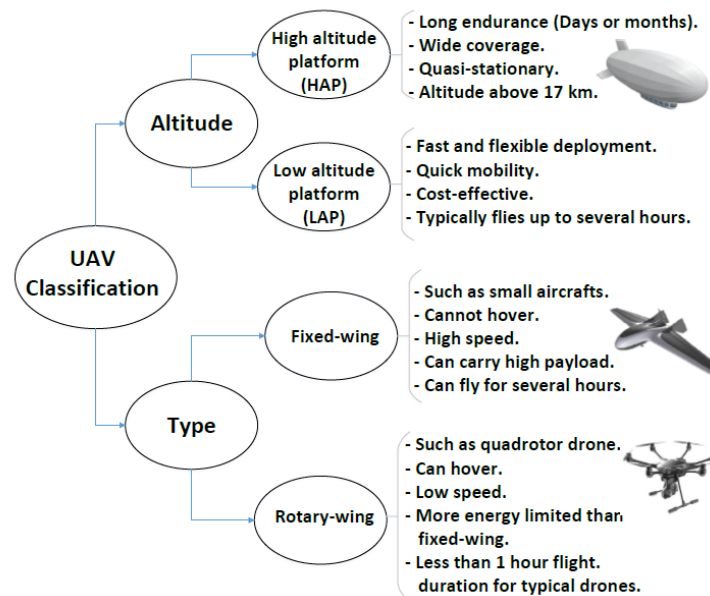 High altitude
platform
(HAP)
- Long endurance (Days or months).
- Wide coverage.
- Quasi-stationary.
- Altitude above 17 km.
Altitude
Low altitude
platform
(LAP)
- Fast and flexible deployment.
- Quick mobility.
- Cost-effective.
- Typically flies up to several hours.
UAV
Classification
Fixed-wing
- Such as small aircrafts.
- Cannot hover.
- High speed.
- Can carry high payload.
- Can fly for several hours.
Type
Rotary-wing
- Such as quadrotor drone.
- Can hover.
- Low speed.
- More energy limited than
fixed-wing.
- Less than 1 hour flight.
duration for typical drones.